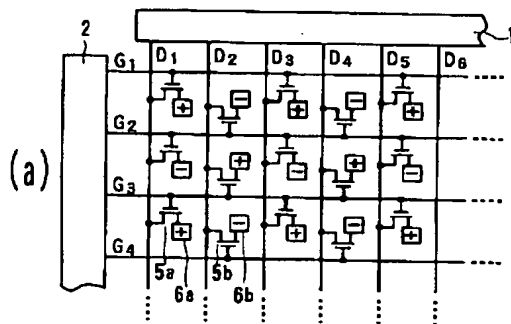 2
1
D1 D2 D3 D4 D5 D6
G1
+ + +
− −
(a)
G2
− − −
+ +
G3
+ + +
− −
5a 6a 5b 6b
G4